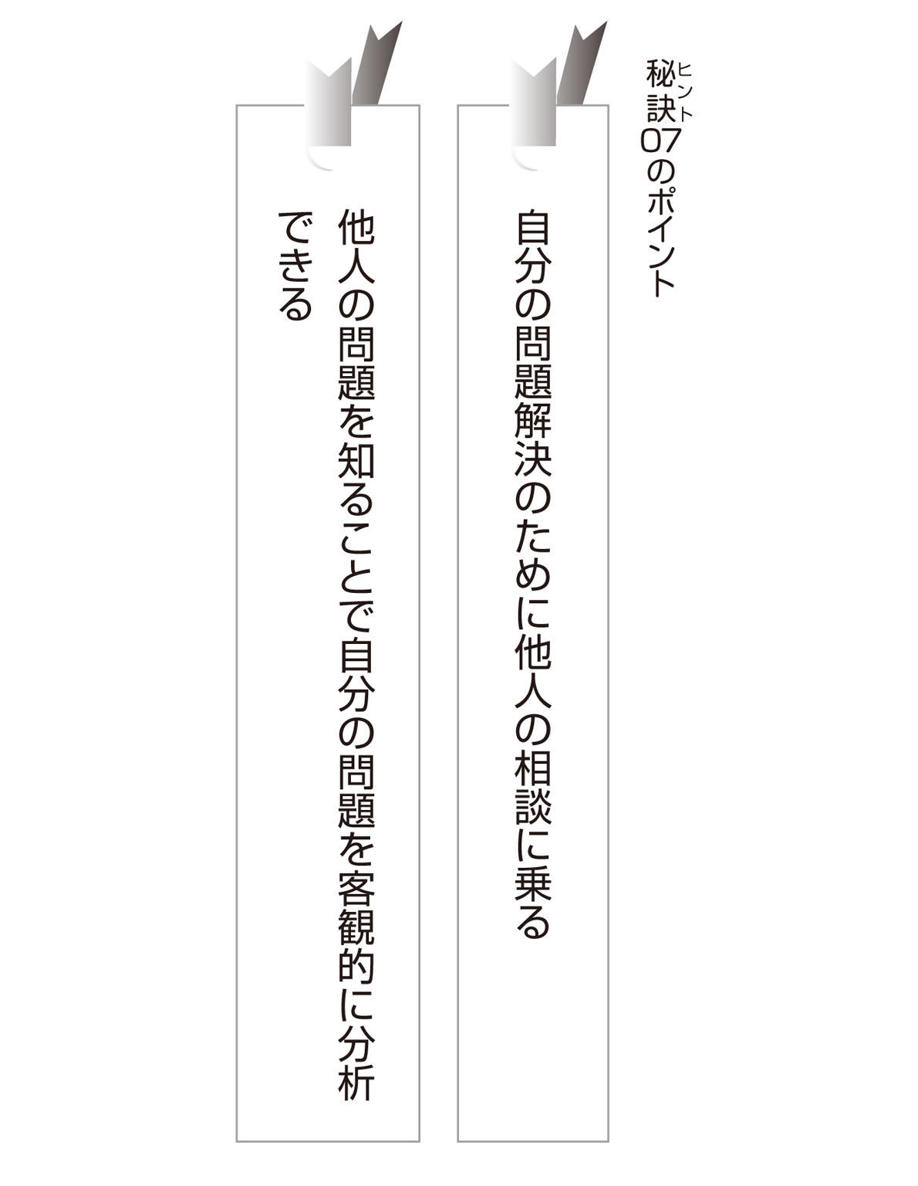 秘訣07のポイント
ヒント
自分の問題解決のために他人の相談に乗る
他人の問題を知ることで自分の問題を客観的に分析
できる